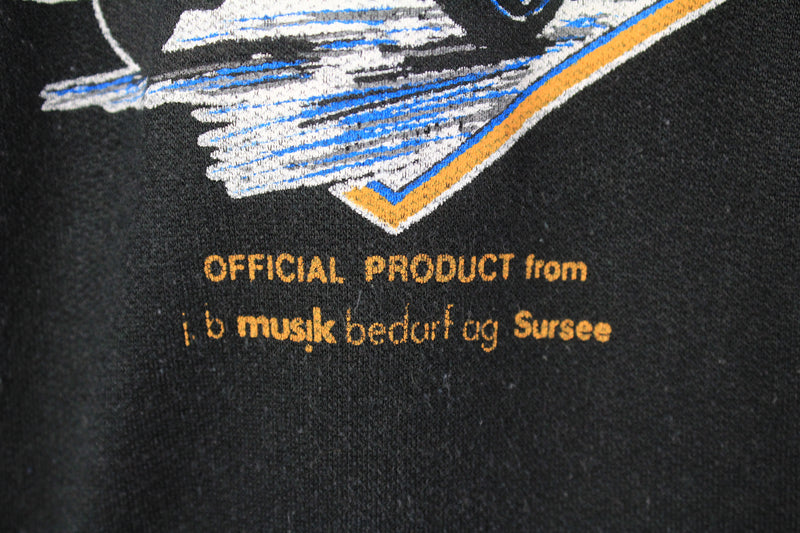 OFFICIAL PRODUCT from
j. b musik bedarf ag Sursee